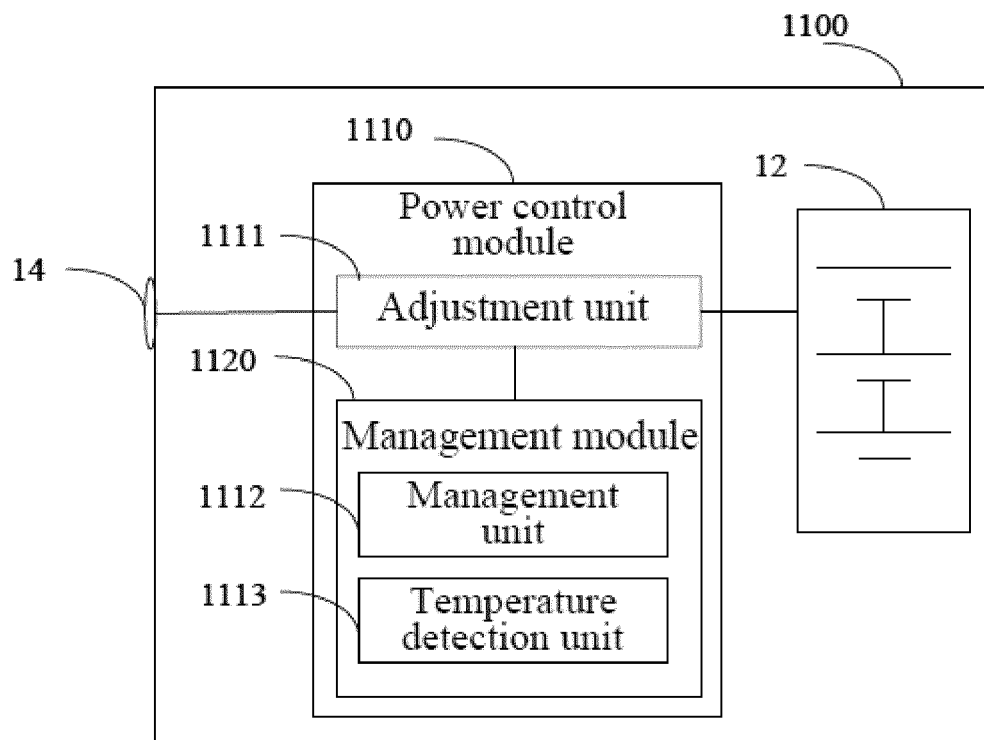 1100
1110
12
Power control
module
1111
14
Adjustment unit
1120
Management module
1112
Management
unit
1113
Temperature
detection unit